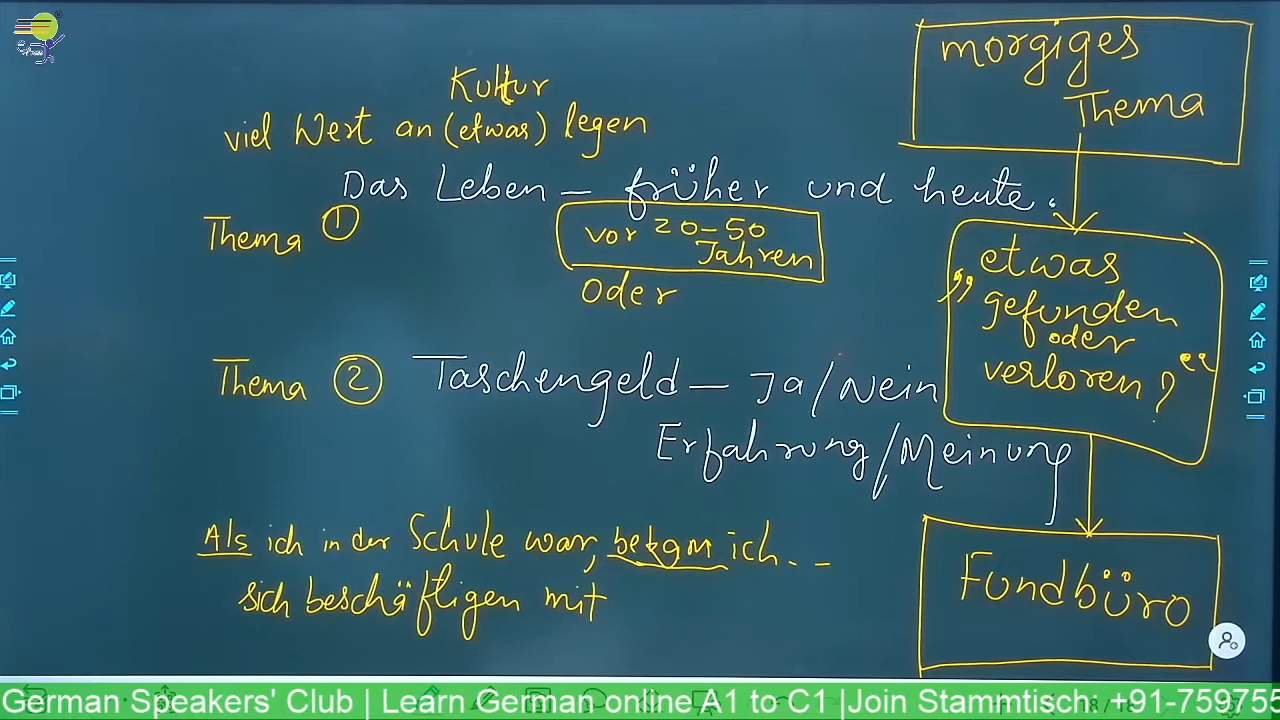 Kultur
viel Wert an (etwas) legen
Das Leben – früher und heute.
Thema ①
vor 20-50
Jahren
oder
Thema ② Taschengeld – Ja/Nein
Erfahrung/Meinung
Als ich in der Schule war, bekam ich...
sich beschäftigen mit
morgiges
Thema
„etwas
gefunden
oder
verloren?“
Fundbüro
German Speakers' Club | Learn German online A1 to C1 |Join Stammtisch: +91-759755